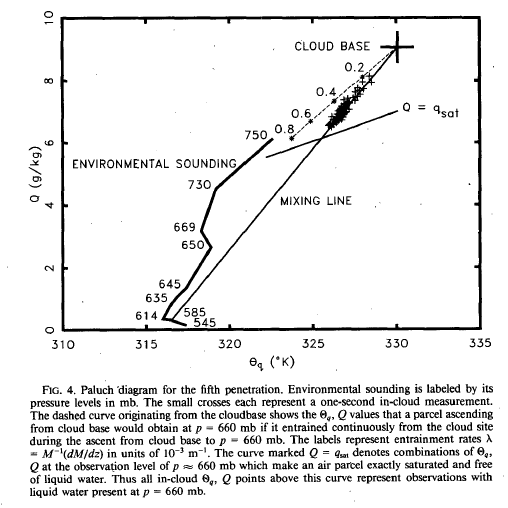 10
8
6
4
2
0
Q (g/kg)
CLOUD BASE
0.2
0.4
0.6
0.8
Q = qsat
750
ENVIRONMENTAL SOUNDING
730
MIXING LINE
669
650
645
635
614
585
545
310 315 320 325 330 335
Θq (°K)
FIG. 4. Paluch diagram for the fifth penetration. Environmental sounding is labeled by its
pressure levels in mb. The small crosses each represent a one-second in-cloud measurement.
The dashed curve originating from the cloudbase shows the Θq, Q values that a parcel ascending
from cloud base would obtain at p = 660 mb if it entrained continuously from the cloud site
during the ascent from cloud base to p = 660 mb. The labels represent entrainment rates λ
= M⁻¹(dM/dz) in units of 10⁻³ m⁻¹. The curve marked Q = qsat denotes combinations of Θq,
Q at the observation level of p ≈ 660 mb which make an air parcel exactly saturated and free
of liquid water. Thus all in-cloud Θq, Q points above this curve represent observations with
liquid water present at p = 660 mb.